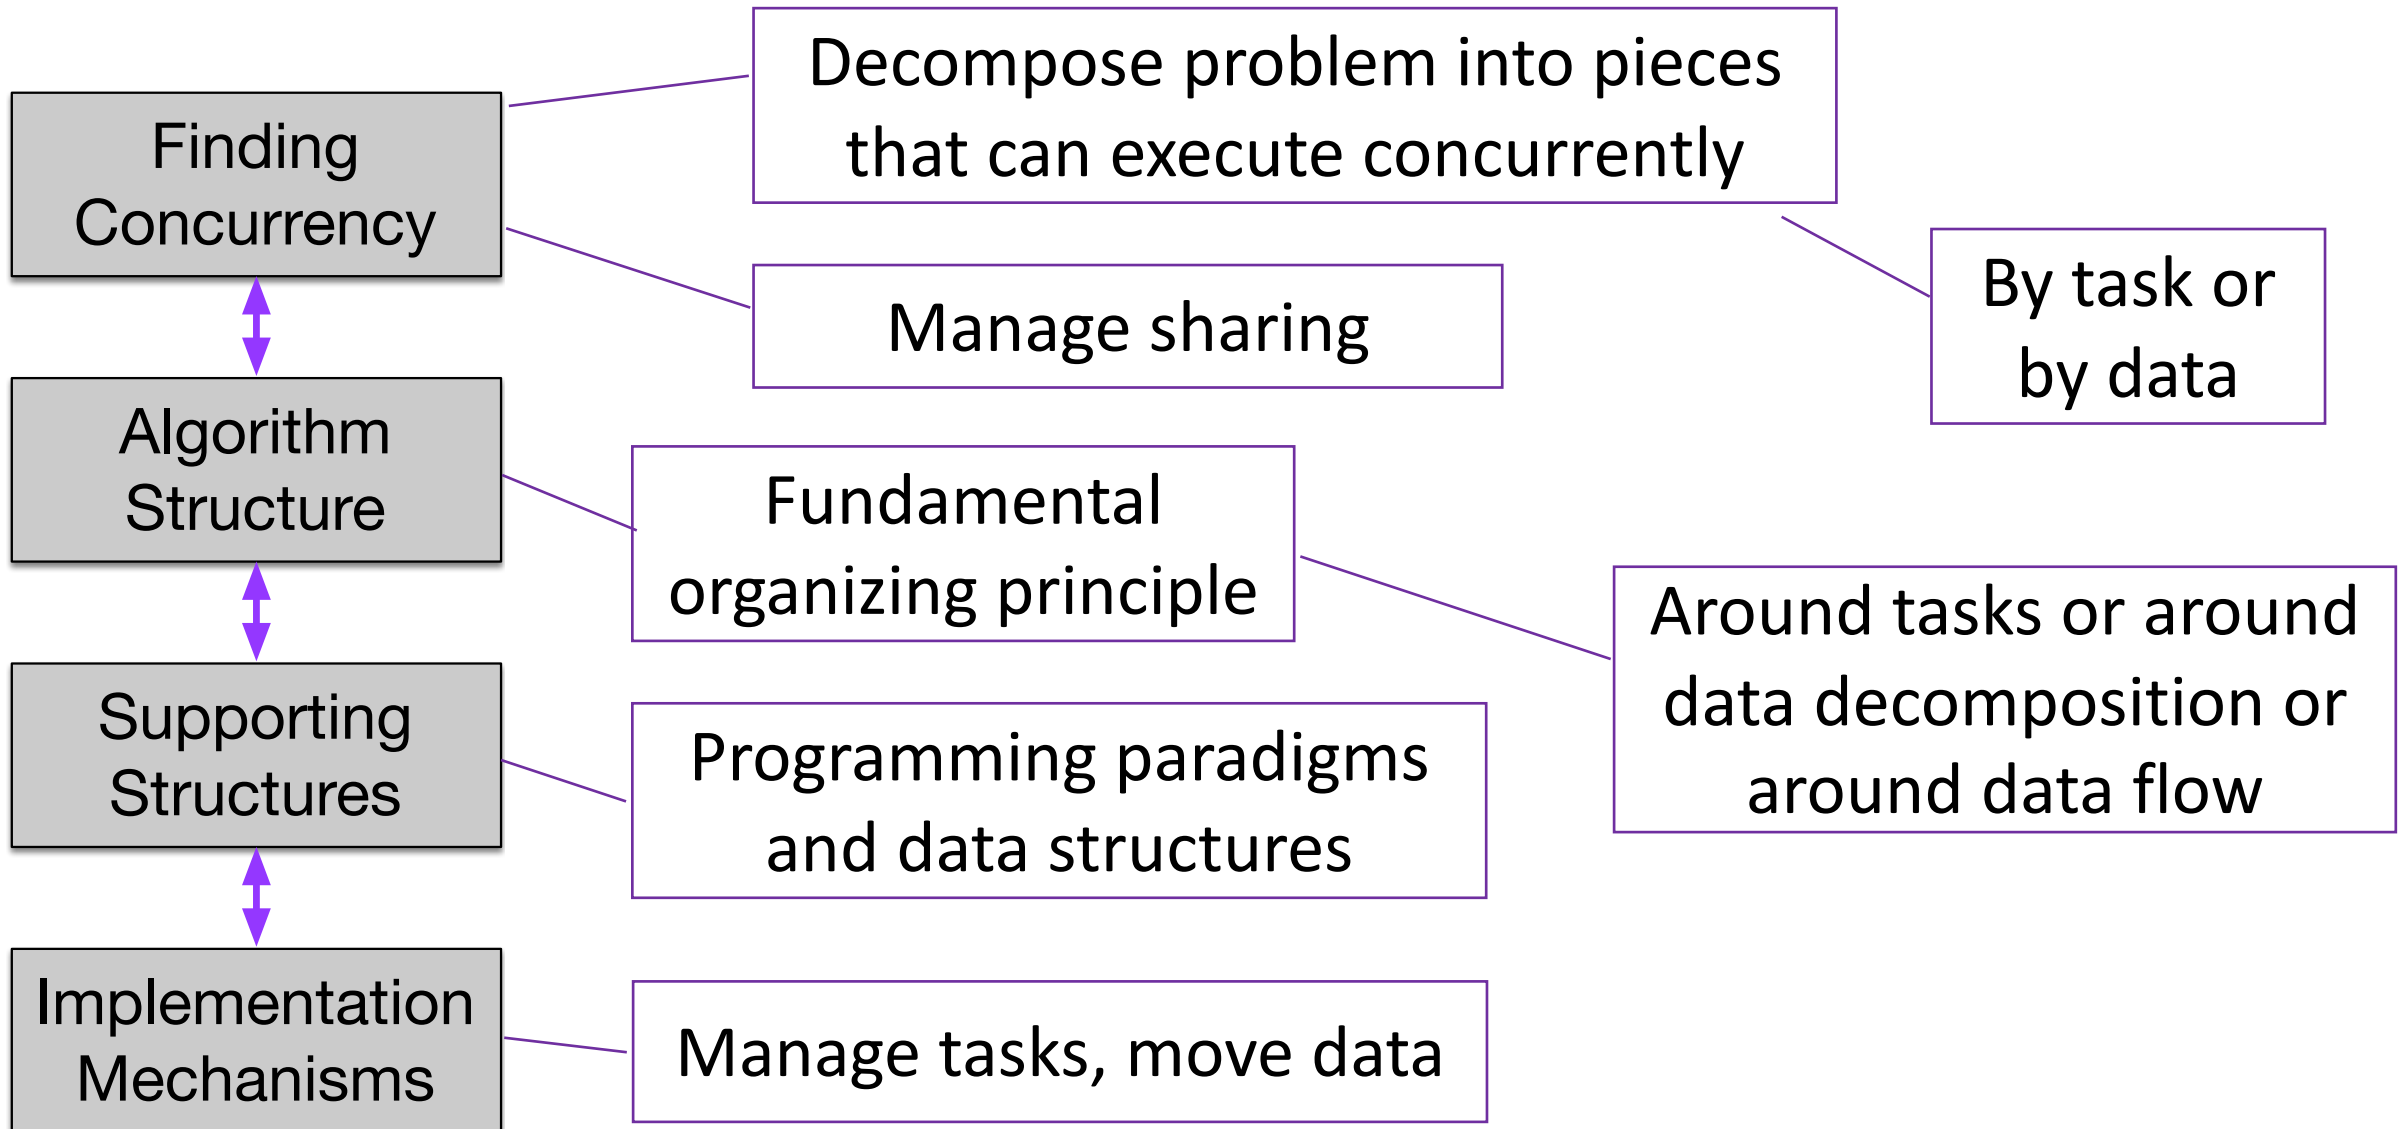 Finding
Concurrency
Decompose problem into pieces
that can execute concurrently
By task or
by data
Manage sharing
Algorithm
Structure
Fundamental
organizing principle
Around tasks or around
data decomposition or
around data flow
Supporting
Structures
Programming paradigms
and data structures
Implementation
Mechanisms
Manage tasks, move data